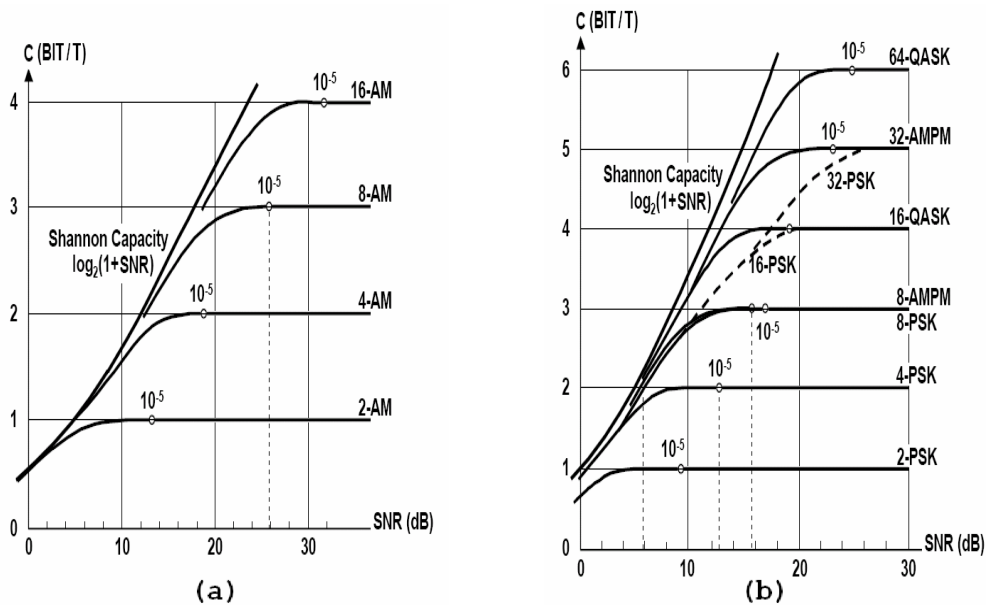 C (BIT/T)
4
3
2
1
0
10⁻⁵
16-AM
10⁻⁵
8-AM
Shannon Capacity
log₂(1+SNR)
10⁻⁵
4-AM
10⁻⁵
2-AM
0
10
20
30
SNR (dB)
(a)
C (BIT/T)
6
5
4
3
2
1
0
10⁻⁵
64-QASK
10⁻⁵
32-AMPM
Shannon Capacity
log₂(1+SNR)
32-PSK
16-QASK
16-PSK
8-AMPM
10⁻⁵
8-PSK
10⁻⁵
4-PSK
10⁻⁵
2-PSK
0
10
20
30
SNR (dB)
(b)